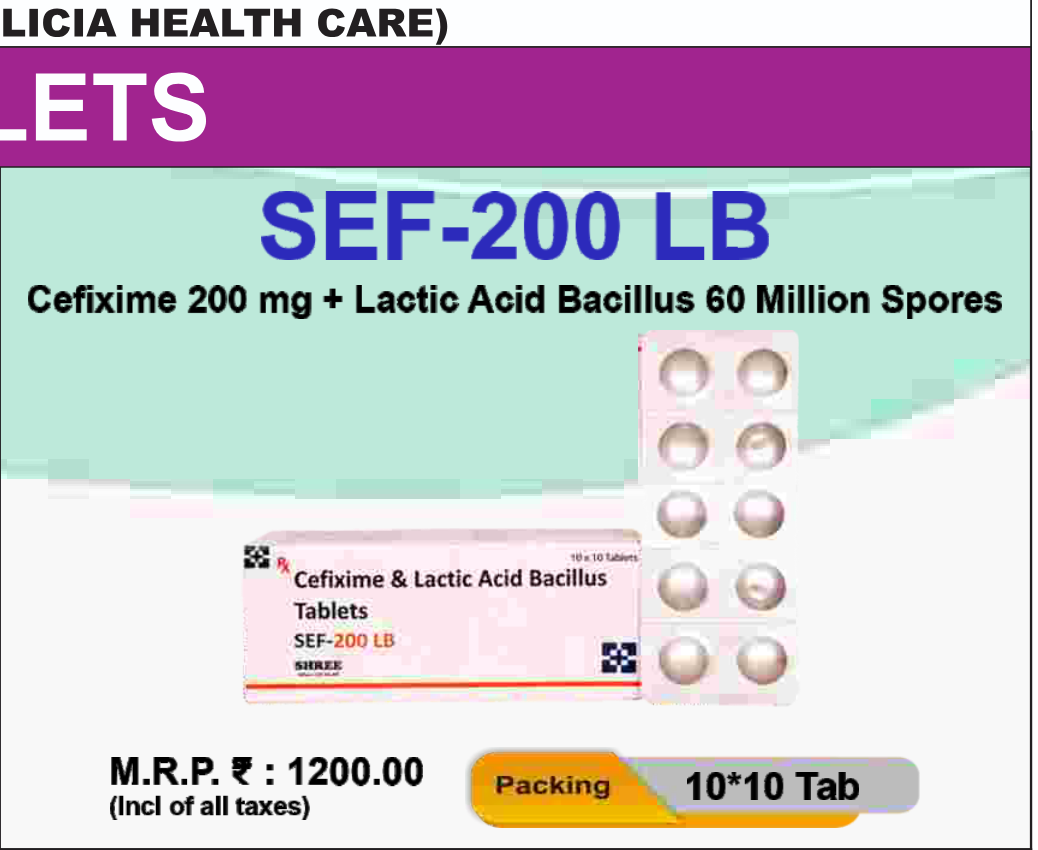 LICIA HEALTH CARE)
LETS
SEF-200 LB
Cefixime 200 mg + Lactic Acid Bacillus 60 Million Spores
10 x 10 Tablets
Rx
Cefixime & Lactic Acid Bacillus
Tablets
SEF-200 LB
SHREE
M.R.P. ₹ : 1200.00
(Incl of all taxes)
Packing
10*10 Tab